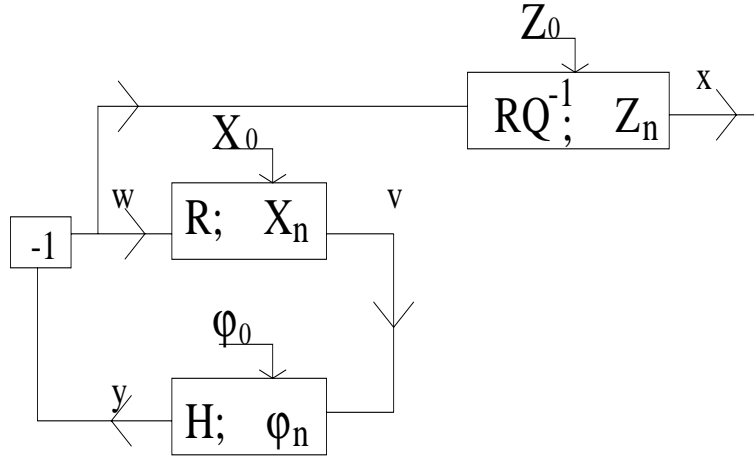 Z₀
x
RQ⁻¹; Zₙ
X₀
w
v
R; Xₙ
-1
φ₀
y
H; φₙ